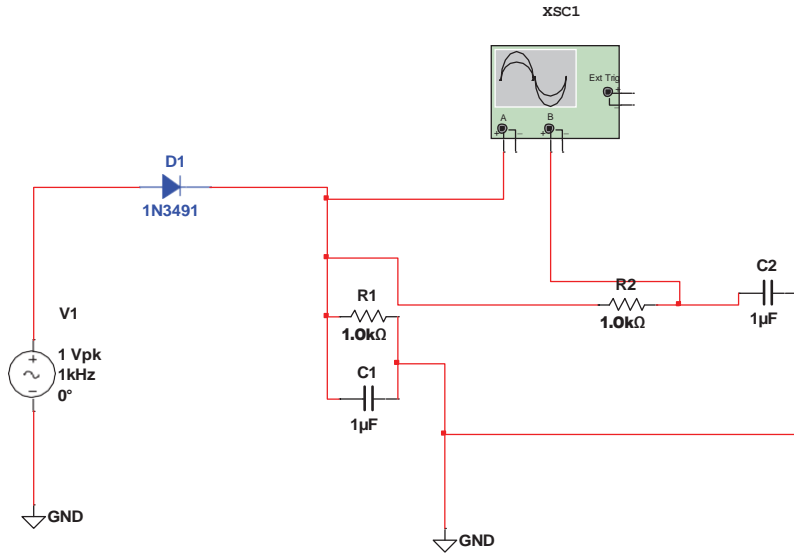 XSC1
Ext Trig
+
A
B
+
–
+
–
–
D1
1N3491
V1
+
1 Vpk
1kHz
–
0°
R1
1.0kΩ
C1
1µF
R2
1.0kΩ
C2
1µF
GND
GND